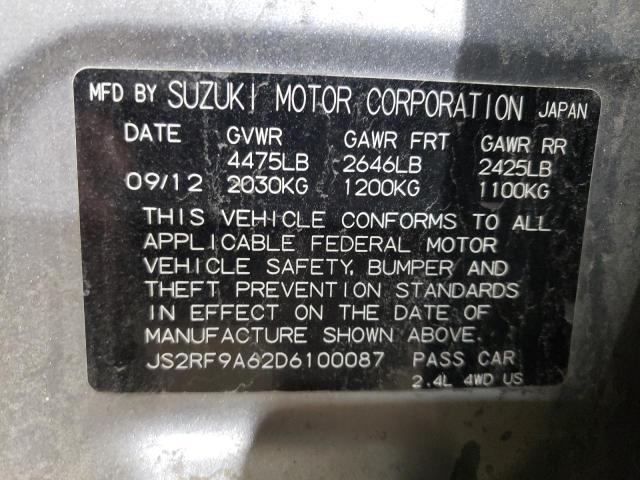 MFD BY SUZUKI MOTOR CORPORATION JAPAN
DATE GVWR GAWR FRT GAWR RR
4475LB 2646LB 2425LB
09/12 2030KG 1200KG 1100KG
THIS VEHICLE CONFORMS TO ALL
APPLICABLE FEDERAL MOTOR
VEHICLE SAFETY, BUMPER AND
THEFT PREVENTION STANDARDS
IN EFFECT ON THE DATE OF
MANUFACTURE SHOWN ABOVE.
JS2RF9A62D6100087 PASS CAR
2.4L 4WD US